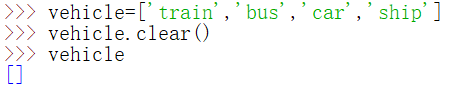 >>> vehicle=['train','bus','car','ship']
>>> vehicle.clear()
>>> vehicle
[]